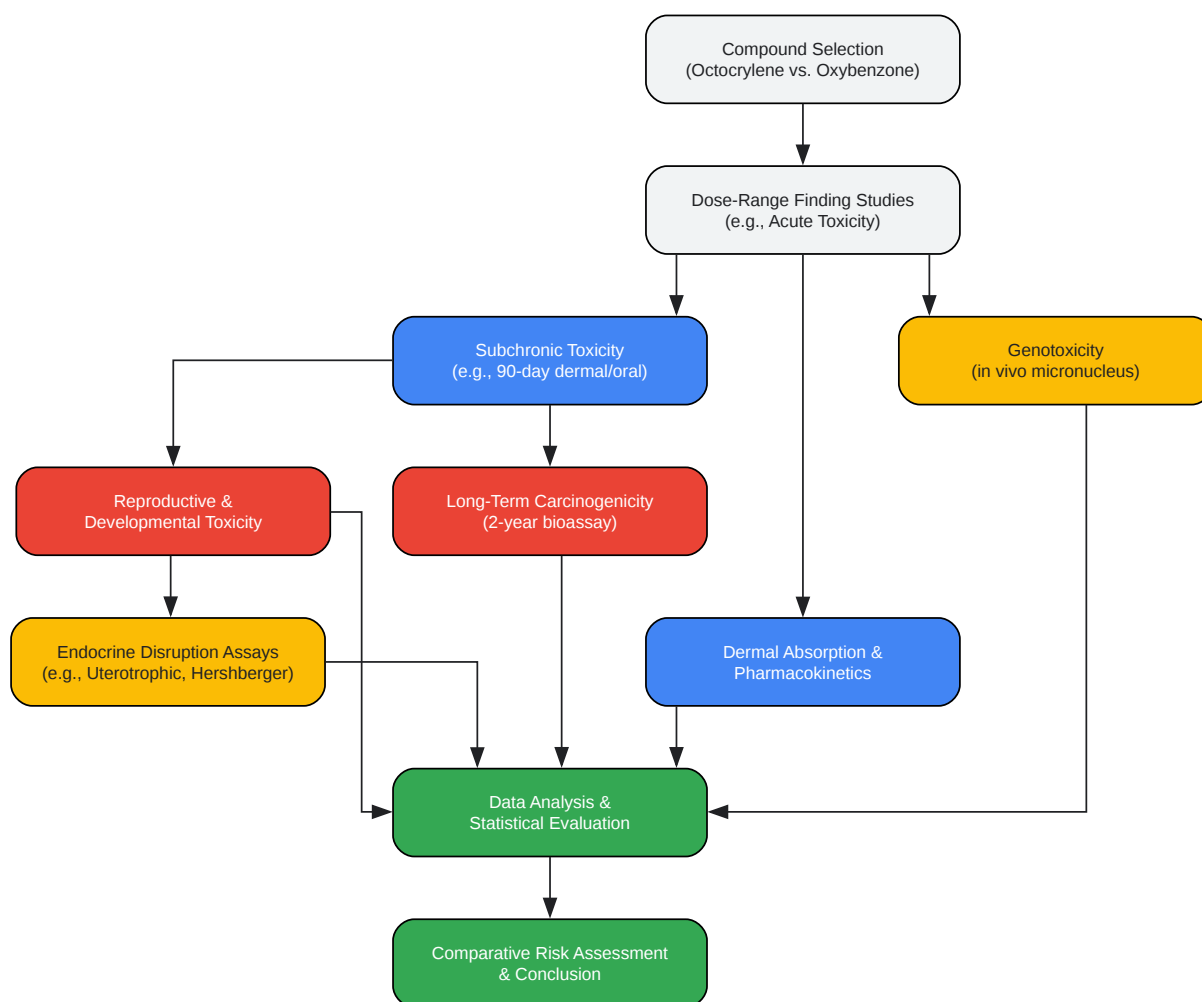 Compound Selection
(Octocrylene vs. Oxybenzone)
Dose-Range Finding Studies
(e.g., Acute Toxicity)
Subchronic Toxicity
(e.g., 90-day dermal/oral)
Genotoxicity
(in vivo micronucleus)
Reproductive &
Developmental Toxicity
Long-Term Carcinogenicity
(2-year bioassay)
Endocrine Disruption Assays
(e.g., Uterotrophic, Hershberger)
Dermal Absorption &
Pharmacokinetics
Data Analysis &
Statistical Evaluation
Comparative Risk Assessment
& Conclusion